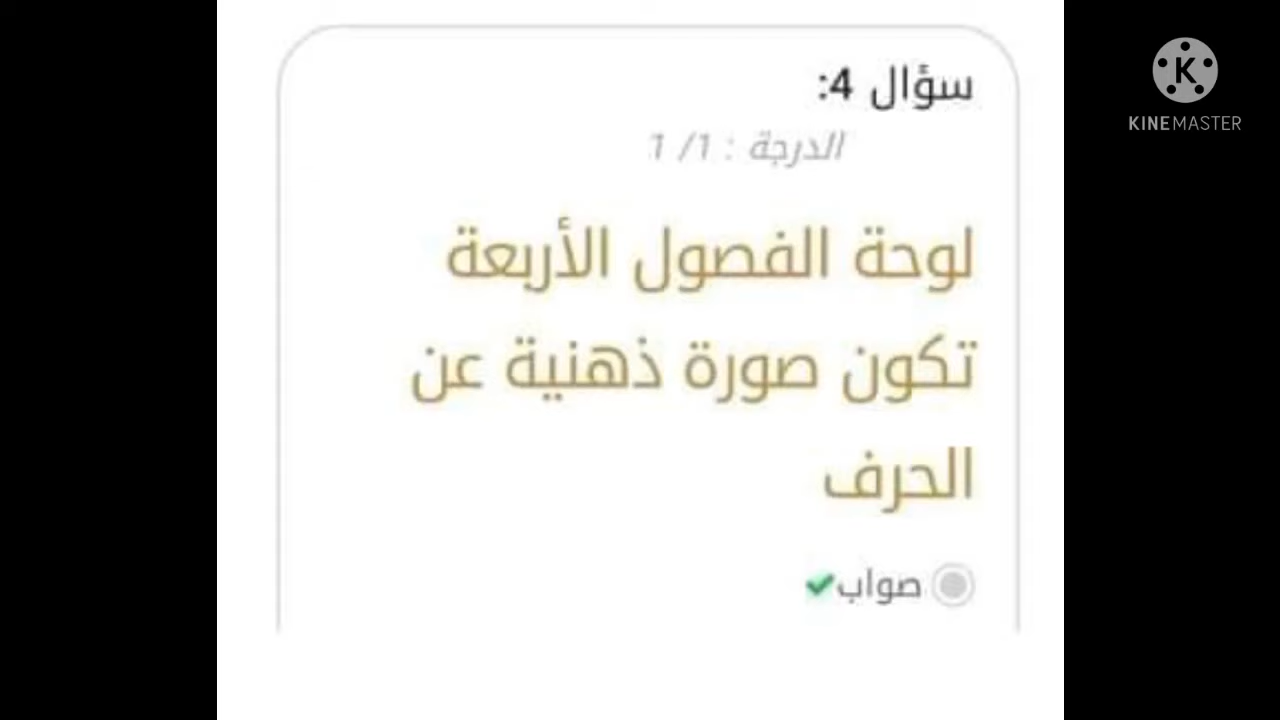 سؤال 4:
الدرجة : 1/ 1
لوحة الفصول الأربعة
تكون صورة ذهنية عن
الحرف
صواب
K
KINEMASTER